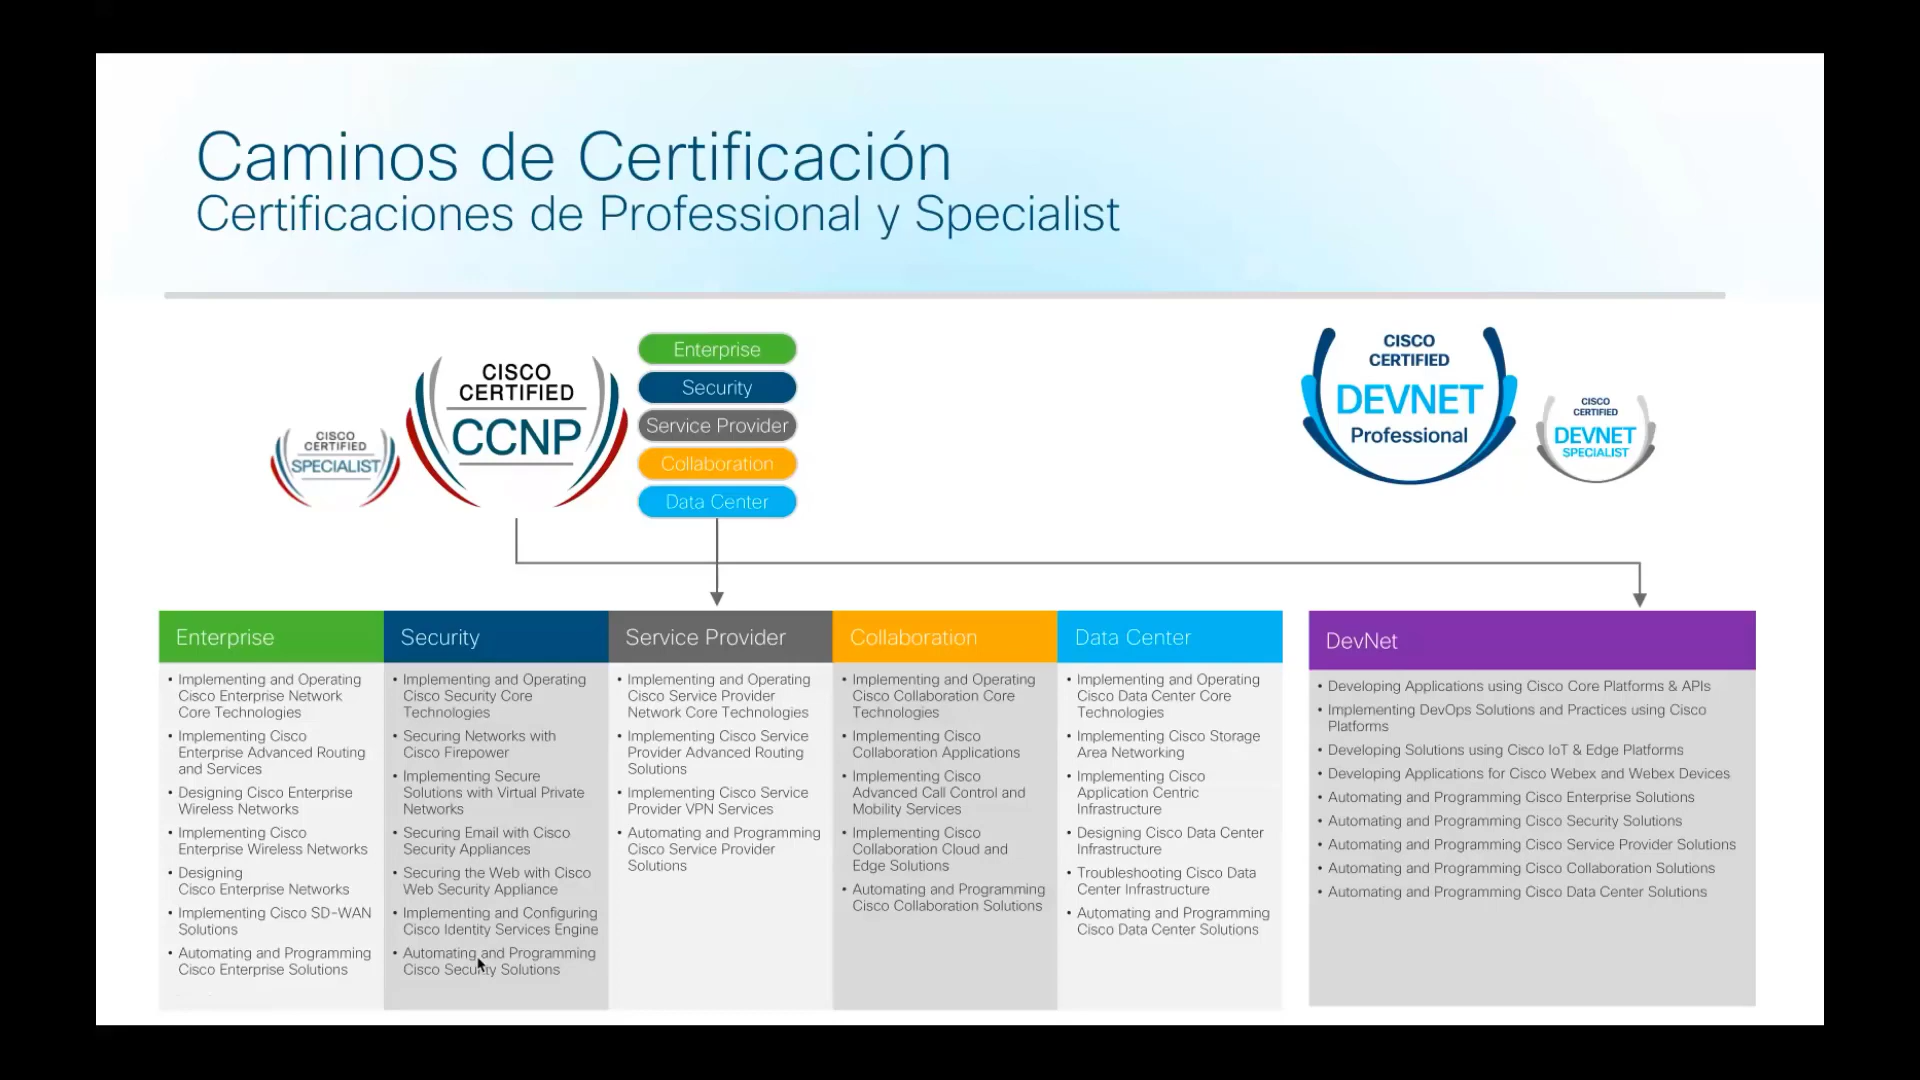 Caminos de Certificación
Certificaciones de Professional y Specialist
CISCO
CERTIFIED
SPECIALIST
CISCO
CERTIFIED
CCNP
Enterprise
Security
Service Provider
Collaboration
Data Center
CISCO
CERTIFIED
DEVNET
Professional
CISCO
CERTIFIED
DEVNET
SPECIALIST
Enterprise
• Implementing and Operating
Cisco Enterprise Network
Core Technologies
• Implementing Cisco
Enterprise Advanced Routing
and Services
• Designing Cisco Enterprise
Wireless Networks
• Implementing Cisco
Enterprise Wireless Networks
• Designing
Cisco Enterprise Networks
• Implementing Cisco SD-WAN
Solutions
• Automating and Programming
Cisco Enterprise Solutions
Security
• Implementing and Operating
Cisco Security Core
Technologies
• Securing Networks with
Cisco Firepower
• Implementing Secure
Solutions with Virtual Private
Networks
• Securing Email with Cisco
Security Appliances
• Securing the Web with Cisco
Web Security Appliance
• Implementing and Configuring
Cisco Identity Services Engine
• Automating and Programming
Cisco Security Solutions
Service Provider
• Implementing and Operating
Cisco Service Provider
Network Core Technologies
• Implementing Cisco Service
Provider Advanced Routing
Solutions
• Implementing Cisco Service
Provider VPN Services
• Automating and Programming
Cisco Service Provider
Solutions
Collaboration
• Implementing and Operating
Cisco Collaboration Core
Technologies
• Implementing Cisco
Collaboration Applications
• Implementing Cisco
Advanced Call Control and
Mobility Services
• Implementing Cisco
Collaboration Cloud and
Edge Solutions
• Automating and Programming
Cisco Collaboration Solutions
Data Center
• Implementing and Operating
Cisco Data Center Core
Technologies
• Implementing Cisco Storage
Area Networking
• Implementing Cisco
Application Centric
Infrastructure
• Designing Cisco Data Center
Infrastructure
• Troubleshooting Cisco Data
Center Infrastructure
• Automating and Programming
Cisco Data Center Solutions
DevNet
• Developing Applications using Cisco Core Platforms & APIs
• Implementing DevOps Solutions and Practices using Cisco
Platforms
• Developing Solutions using Cisco IoT & Edge Platforms
• Developing Applications for Cisco Webex and Webex Devices
• Automating and Programming Cisco Enterprise Solutions
• Automating and Programming Cisco Security Solutions
• Automating and Programming Cisco Service Provider Solutions
• Automating and Programming Cisco Collaboration Solutions
• Automating and Programming Cisco Data Center Solutions